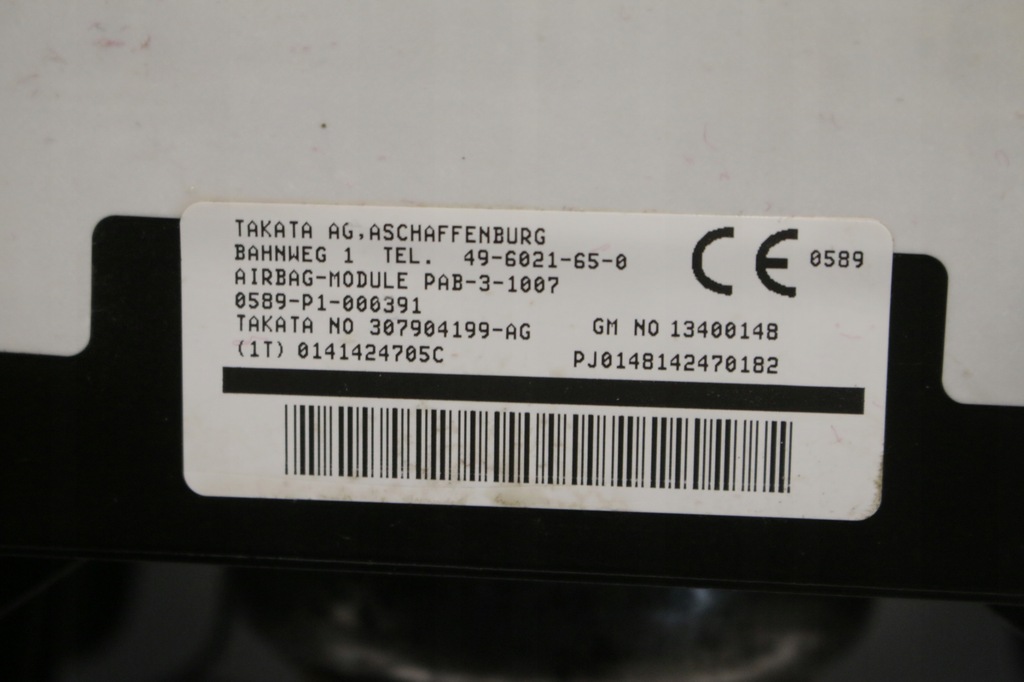 TAKATA AG,ASCHAFFENBURG
BAHNWEG 1 TEL. 49-6021-65-0
AIRBAG-MODULE PAB-3-1007
0589-P1-000391
TAKATA NO 307904199-AG GM NO 13400148
(1T) 0141424705C PJ0148142470182
CE 0589